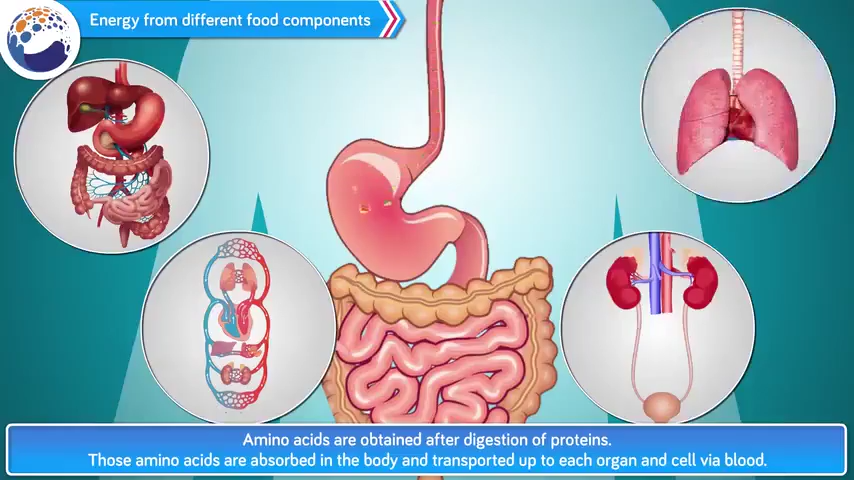 Energy from different food components
Amino acids are obtained after digestion of proteins.
Those amino acids are absorbed in the body and transported up to each organ and cell via blood.